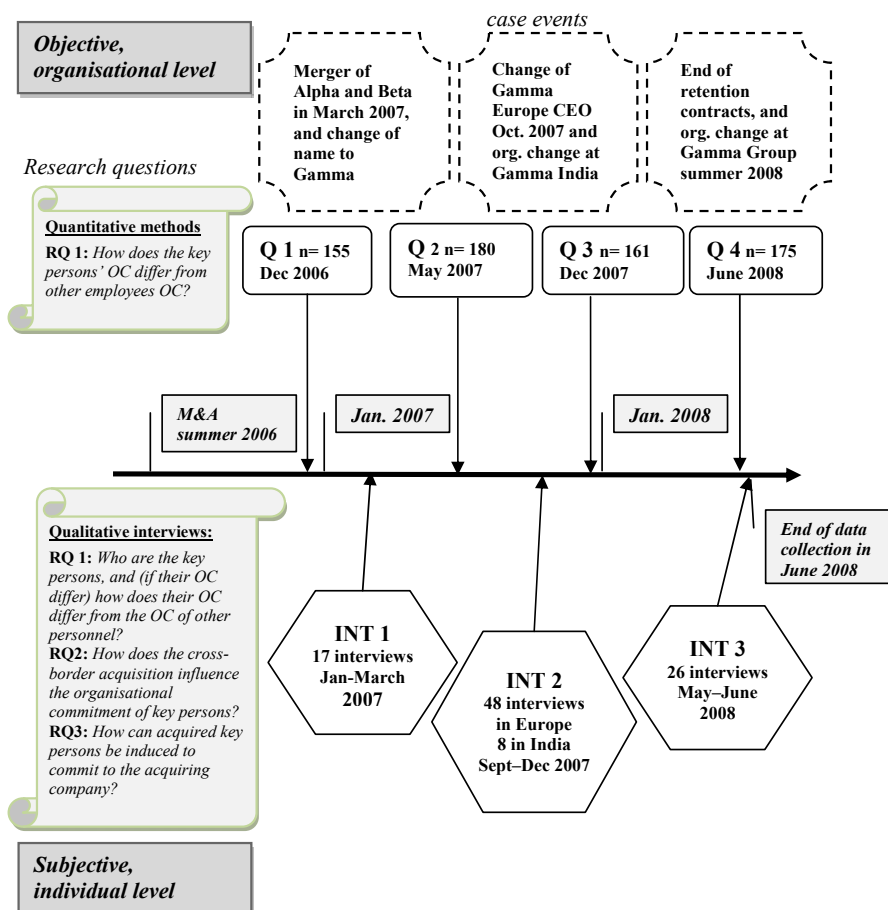 case events
Objective,
organisational level
Merger of
Alpha and Beta
in March 2007,
and change of
name to
Gamma
Change of
Gamma
Europe CEO
Oct. 2007 and
org. change at
Gamma India
End of
retention
contracts, and
org. change at
Gamma Group
summer 2008
Research questions
Quantitative methods
RQ 1: How does the key
persons' OC differ from
other employees OC?
Q 1 n= 155
Dec 2006
Q 2 n= 180
May 2007
Q 3 n= 161
Dec 2007
Q 4 n= 175
June 2008
M&A
summer 2006
Jan. 2007
Jan. 2008
Qualitative interviews:
RQ 1: Who are the key
persons, and (if their OC
differ) how does their OC
differ from the OC of other
personnel?
RQ2: How does the cross-
border acquisition influence
the organisational
commitment of key persons?
RQ3: How can acquired key
persons be induced to
commit to the acquiring
company?
End of data
collection in
June 2008
INT 1
17 interviews
Jan-March
2007
INT 2
48 interviews
in Europe
8 in India
Sept–Dec 2007
INT 3
26 interviews
May–June
2008
Subjective,
individual level